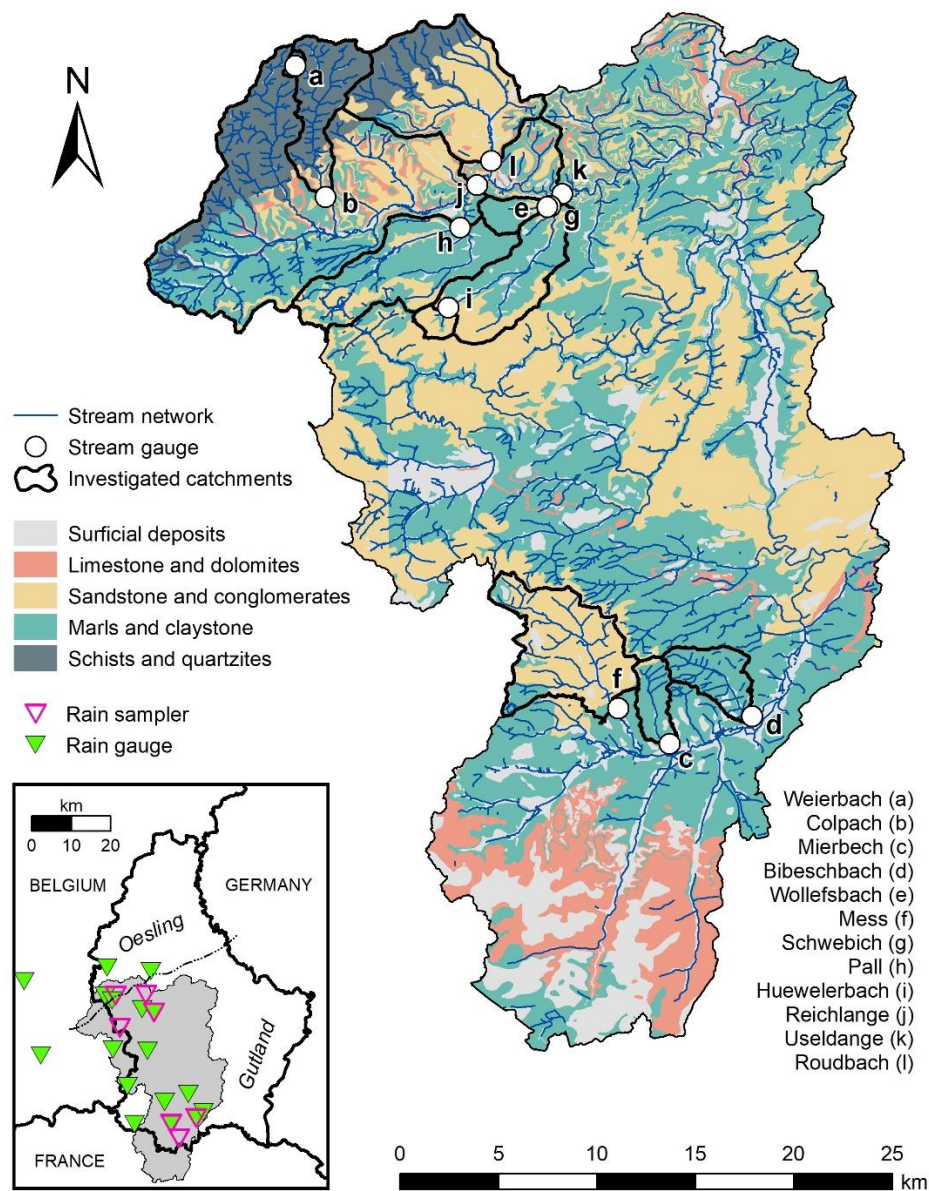 N
a
b
l
j
k
e
g
h
i
Stream network
Stream gauge
Investigated catchments
Surficial deposits
Limestone and dolomites
Sandstone and conglomerates
Marls and claystone
Schists and quartzites
Rain sampler
Rain gauge
f
d
c
km
0 10 20
BELGIUM
GERMANY
Oesling
Gutland
FRANCE
Weierbach (a)
Colpach (b)
Mierbech (c)
Bibeschbach (d)
Wollefsbach (e)
Mess (f)
Schwebich (g)
Pall (h)
Huewelerbach (i)
Reichlange (j)
Useldange (k)
Roudbach (l)
0 5 10 15 20 25
km